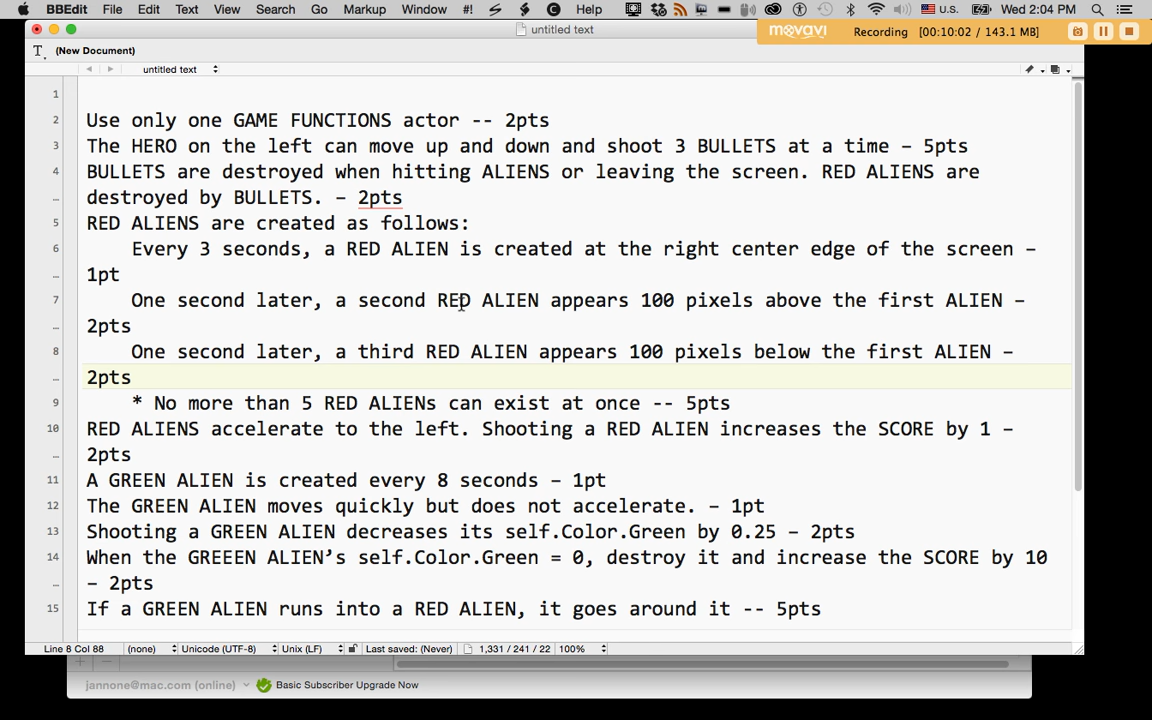 BBEdit File Edit Text View Search Go Markup Window #! Help U.S. Wed 2:04 PM
untitled text
movavi Recording [00:10:02 / 143.1 MB]
(New Document)
untitled text
1
2 Use only one GAME FUNCTIONS actor -- 2pts
3 The HERO on the left can move up and down and shoot 3 BULLETS at a time – 5pts
4 BULLETS are destroyed when hitting ALIENS or leaving the screen. RED ALIENS are
destroyed by BULLETS. – 2pts
5 RED ALIENS are created as follows:
6 Every 3 seconds, a RED ALIEN is created at the right center edge of the screen –
1pt
7 One second later, a second RED ALIEN appears 100 pixels above the first ALIEN –
2pts
8 One second later, a third RED ALIEN appears 100 pixels below the first ALIEN –
2pts
9 * No more than 5 RED ALIENs can exist at once -- 5pts
10 RED ALIENS accelerate to the left. Shooting a RED ALIEN increases the SCORE by 1 –
2pts
11 A GREEN ALIEN is created every 8 seconds – 1pt
12 The GREEN ALIEN moves quickly but does not accelerate. – 1pt
13 Shooting a GREEN ALIEN decreases its self.Color.Green by 0.25 – 2pts
14 When the GREEEN ALIEN’s self.Color.Green = 0, destroy it and increase the SCORE by 10
– 2pts
15 If a GREEN ALIEN runs into a RED ALIEN, it goes around it -- 5pts
Line 8 Col 88 (none) Unicode (UTF-8) Unix (LF) Last saved: (Never) 1,331 / 241 / 22 100%
jannone@mac.com (online) Basic Subscriber Upgrade Now